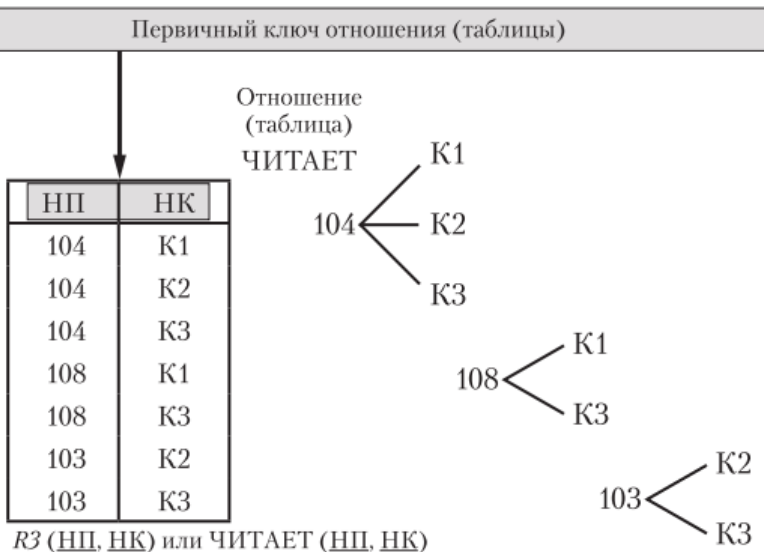 Первичный ключ отношения (таблицы)
Отношение
(таблица)
ЧИТАЕТ
НП НК
104 К1
104 К2
104 К3
108 К1
108 К3
103 К2
103 К3
104
К1
К2
К3
108
К1
К3
103
К2
К3
R3 (НП, НК) или ЧИТАЕТ (НП, НК)